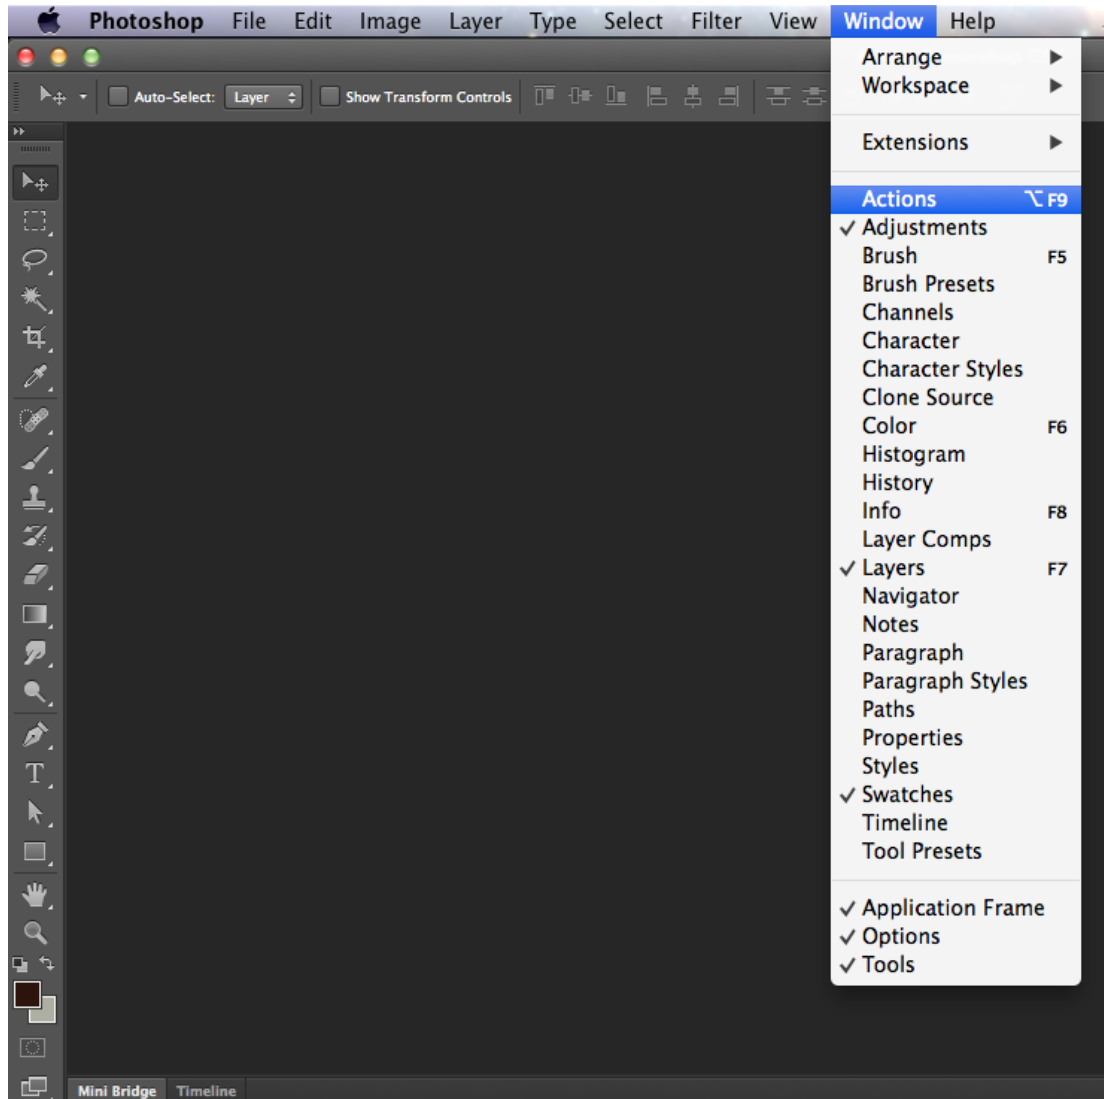 Photoshop File Edit Image Layer Type Select Filter View Window Help
Auto-Select: Layer Show Transform Controls
Arrange
Workspace
Extensions
Actions ⌥F9
Adjustments
Brush F5
Brush Presets
Channels
Character
Character Styles
Clone Source
Color F6
Histogram
History
Info F8
Layer Comps
Layers F7
Navigator
Notes
Paragraph
Paragraph Styles
Paths
Properties
Styles
Swatches
Timeline
Tool Presets
Application Frame
Options
Tools
Mini Bridge Timeline